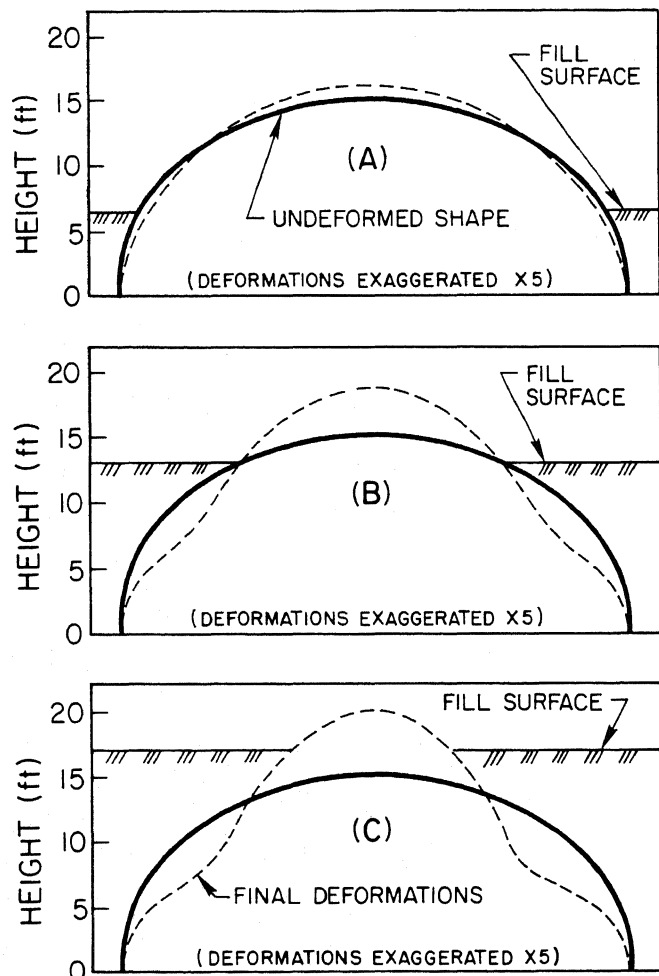 20
15
10
5
0
HEIGHT (ft)
FILL
SURFACE
(A)
UNDEFORMED SHAPE
(DEFORMATIONS EXAGGERATED X5)
20
15
10
5
0
HEIGHT (ft)
FILL
SURFACE
(B)
(DEFORMATIONS EXAGGERATED X5)
20
15
10
5
0
HEIGHT (ft)
FILL SURFACE
(C)
FINAL DEFORMATIONS
(DEFORMATIONS EXAGGERATED X5)